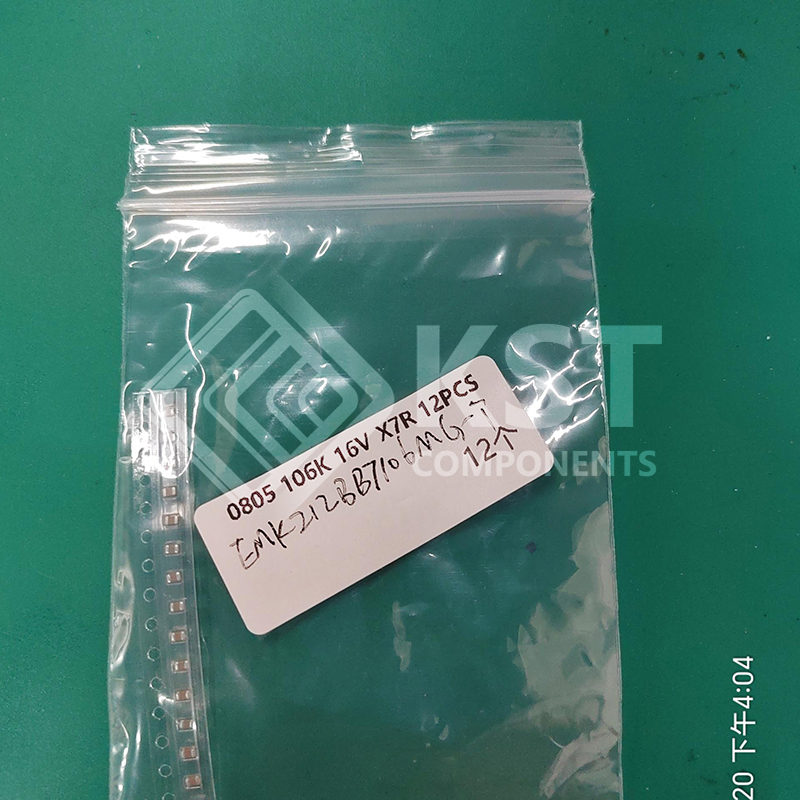 KST
COMPONENTS
0805 106K 16V X7R 12PCS
EMK212BB7106MG-T
12个
20 下午4:04